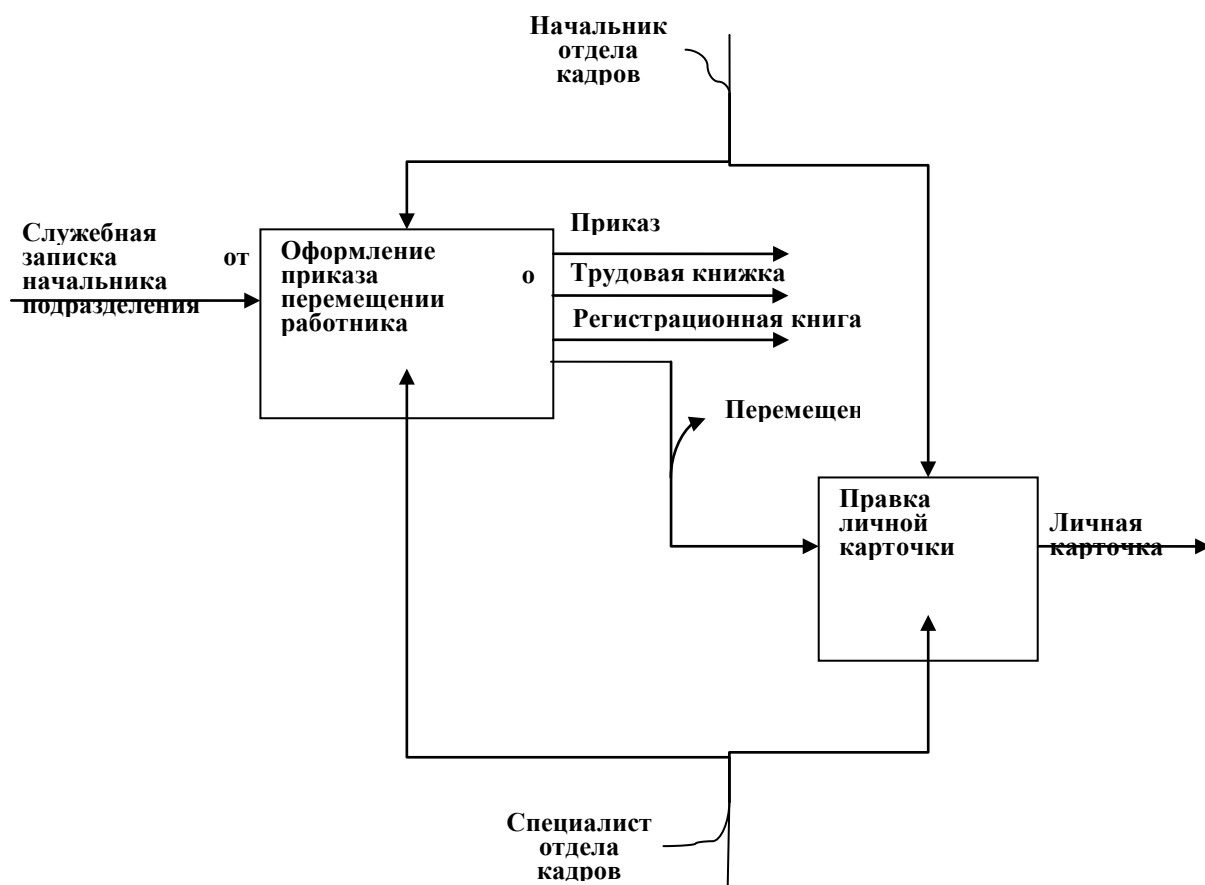 Начальник
отдела
кадров
Служебная
записка от
начальника
подразделения
Оформление
приказа о
перемещении
работника
Приказ
Трудовая книжка
Регистрационная книга
Перемещен
Правка
личной
карточки
Личная
карточка
Специалист
отдела
кадров